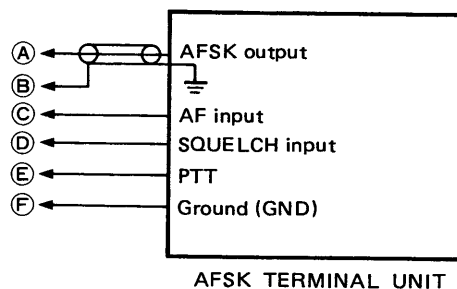 Ⓐ AFSK output
Ⓑ
Ⓒ AF input
Ⓓ SQUELCH input
Ⓔ PTT
Ⓕ Ground (GND)
AFSK TERMINAL UNIT